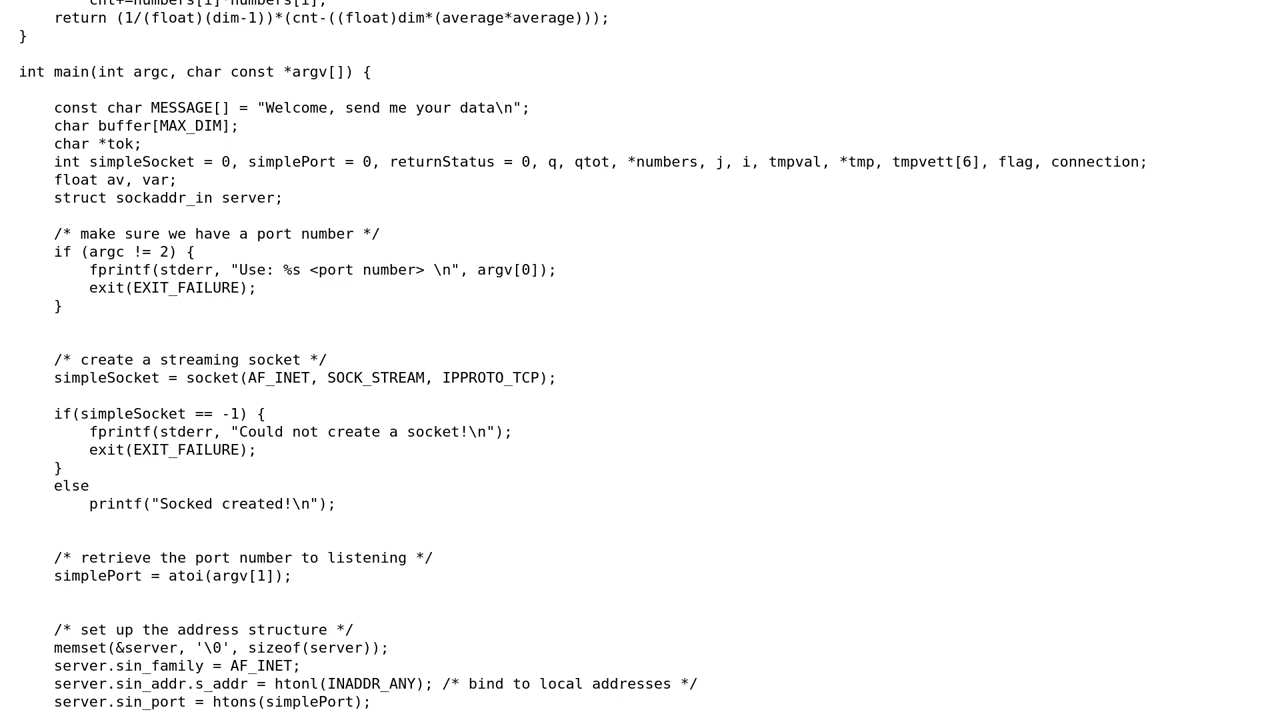 cnt+=numbers[i]*numbers[i];
    return (1/(float)(dim-1))*(cnt-((float)dim*(average*average)));
}

int main(int argc, char const *argv[]) {

    const char MESSAGE[] = "Welcome, send me your data\n";
    char buffer[MAX_DIM];
    char *tok;
    int simpleSocket = 0, simplePort = 0, returnStatus = 0, q, qtot, *numbers, j, i, tmpval, *tmp, tmpvett[6], flag, connection;
    float av, var;
    struct sockaddr_in server;

    /* make sure we have a port number */
    if (argc != 2) {
        fprintf(stderr, "Use: %s <port number> \n", argv[0]);
        exit(EXIT_FAILURE);
    }


    /* create a streaming socket */
    simpleSocket = socket(AF_INET, SOCK_STREAM, IPPROTO_TCP);

    if(simpleSocket == -1) {
        fprintf(stderr, "Could not create a socket!\n");
        exit(EXIT_FAILURE);
    }
    else
        printf("Socked created!\n");


    /* retrieve the port number to listening */
    simplePort = atoi(argv[1]);


    /* set up the address structure */
    memset(&server, '\0', sizeof(server));
    server.sin_family = AF_INET;
    server.sin_addr.s_addr = htonl(INADDR_ANY); /* bind to local addresses */
    server.sin_port = htons(simplePort);